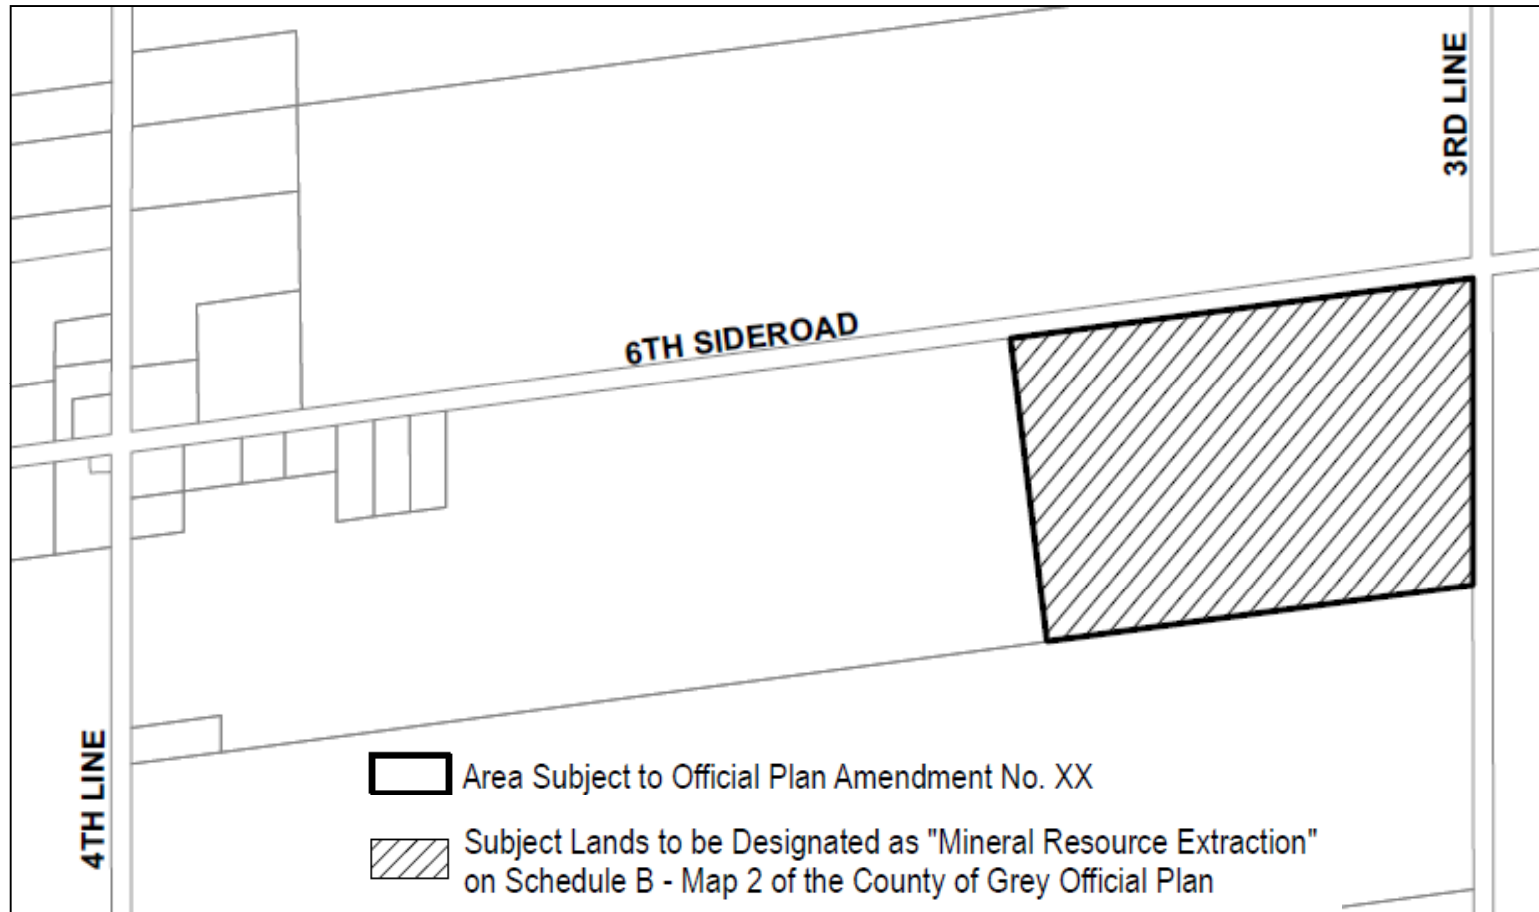 3RD LINE
6TH SIDEROAD
4TH LINE
Area Subject to Official Plan Amendment No. XX
Subject Lands to be Designated as "Mineral Resource Extraction"
on Schedule B - Map 2 of the County of Grey Official Plan